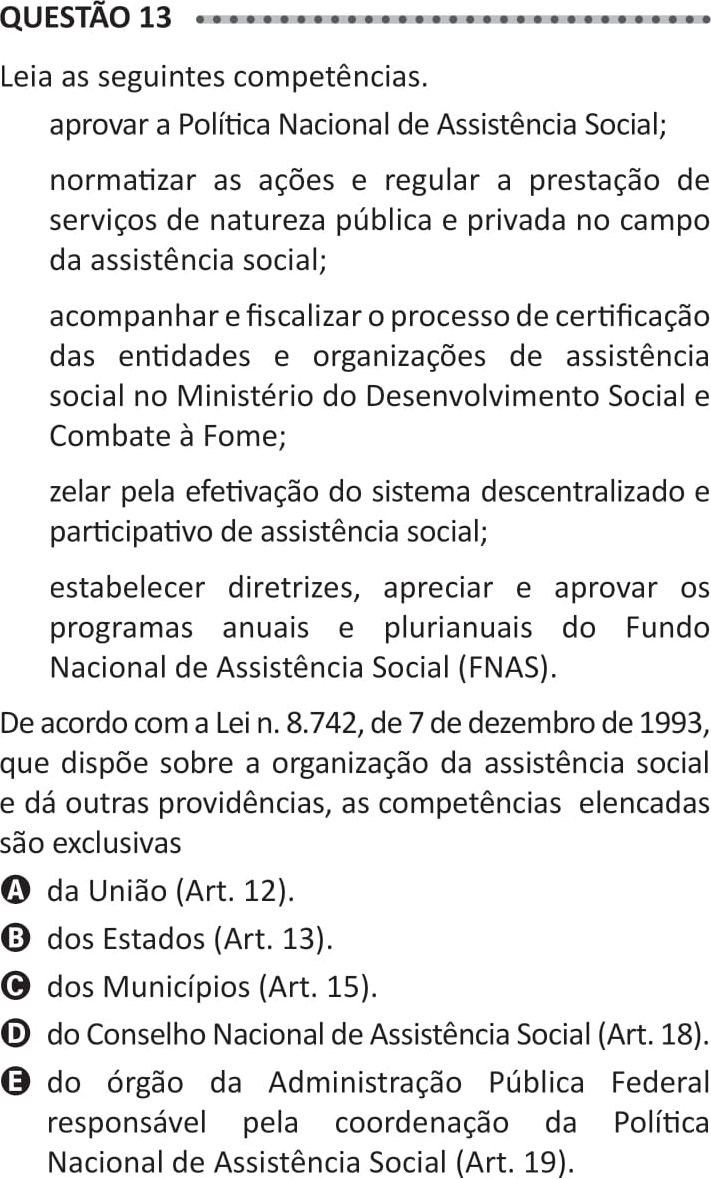 QUESTÃO 13
Leia as seguintes competências.
aprovar a Política Nacional de Assistência Social;
normatizar as ações e regular a prestação de
serviços de natureza pública e privada no campo
da assistência social;
acompanhar e fiscalizar o processo de certificação
das entidades e organizações de assistência
social no Ministério do Desenvolvimento Social e
Combate à Fome;
zelar pela efetivação do sistema descentralizado e
participativo de assistência social;
estabelecer diretrizes, apreciar e aprovar os
programas anuais e plurianuais do Fundo
Nacional de Assistência Social (FNAS).
De acordo com a Lei n. 8.742, de 7 de dezembro de 1993,
que dispõe sobre a organização da assistência social
e dá outras providências, as competências elencadas
são exclusivas
A da União (Art. 12).
B dos Estados (Art. 13).
C dos Municípios (Art. 15).
D do Conselho Nacional de Assistência Social (Art. 18).
E do órgão da Administração Pública Federal
responsável pela coordenação da Política
Nacional de Assistência Social (Art. 19).